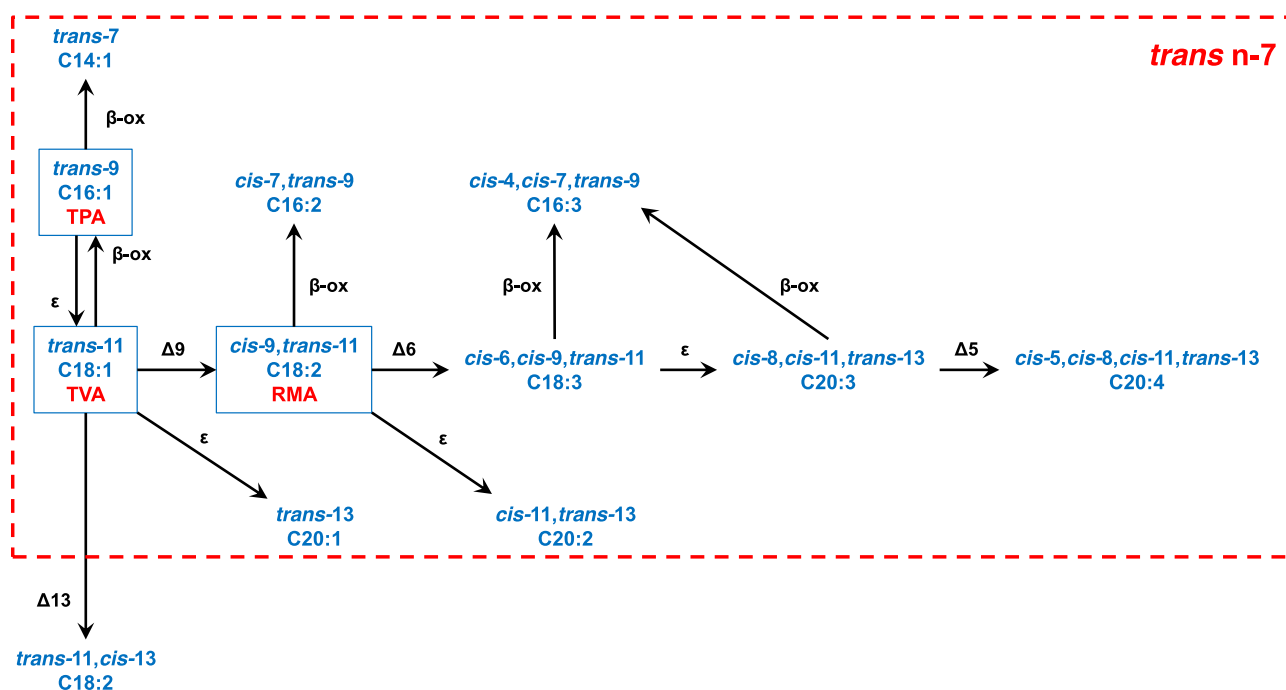 trans-7
C14:1
trans n-7
β-ox
trans-9
C16:1
TPA
cis-7,trans-9
C16:2
cis-4,cis-7,trans-9
C16:3
β-ox
ε
β-ox
β-ox
β-ox
trans-11
C18:1
TVA
Δ9
cis-9,trans-11
C18:2
RMA
Δ6
cis-6,cis-9,trans-11
C18:3
ε
cis-8,cis-11,trans-13
C20:3
Δ5
cis-5,cis-8,cis-11,trans-13
C20:4
ε
ε
trans-13
C20:1
cis-11,trans-13
C20:2
Δ13
trans-11,cis-13
C18:2